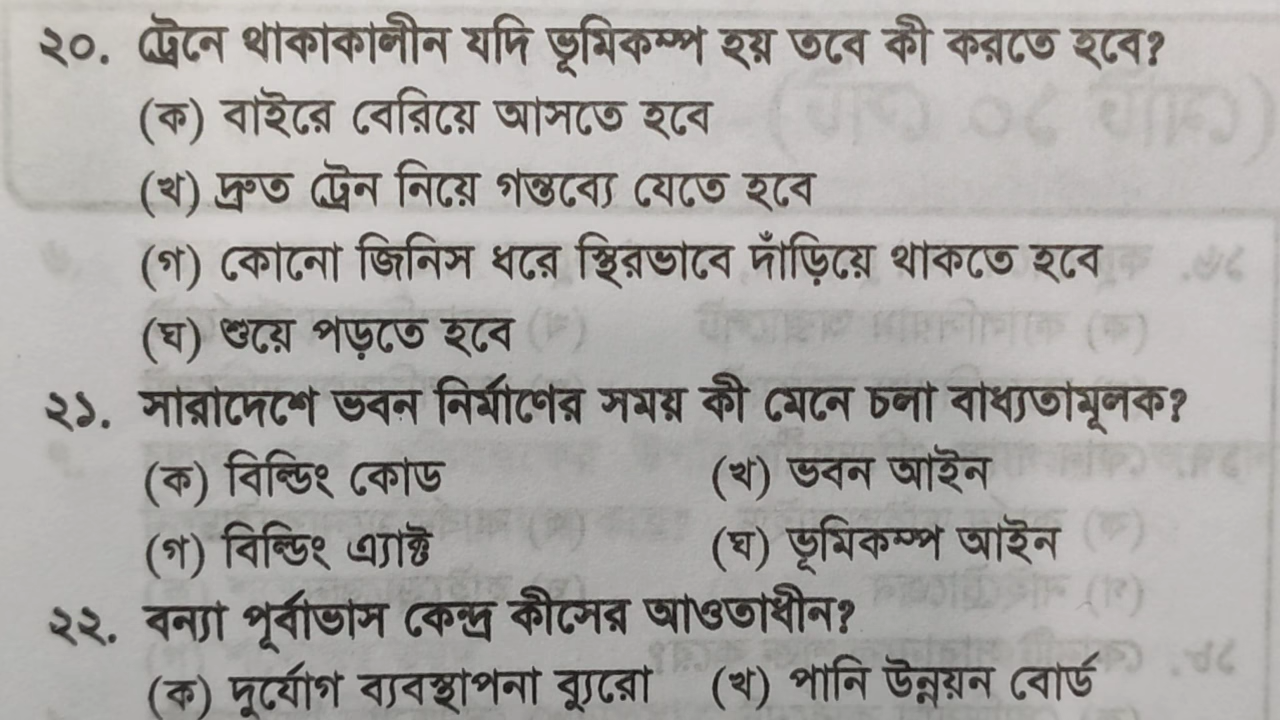 ২০. ট্রেনে থাকাকালীন যদি ভূমিকম্প হয় তবে কী করতে হবে?
(ক) বাইরে বেরিয়ে আসতে হবে
(খ) দ্রুত ট্রেন নিয়ে গন্তব্যে যেতে হবে
(গ) কোনো জিনিস ধরে স্থিরভাবে দাঁড়িয়ে থাকতে হবে
(ঘ) শুয়ে পড়তে হবে
২১. সারাদেশে ভবন নির্মাণের সময় কী মেনে চলা বাধ্যতামূলক?
(ক) বিল্ডিং কোড (খ) ভবন আইন
(গ) বিল্ডিং এ্যাক্ট (ঘ) ভূমিকম্প আইন
২২. বন্যা পূর্বাভাস কেন্দ্র কীসের আওতাধীন?
(ক) দুর্যোগ ব্যবস্থাপনা ব্যুরো (খ) পানি উন্নয়ন বোর্ড